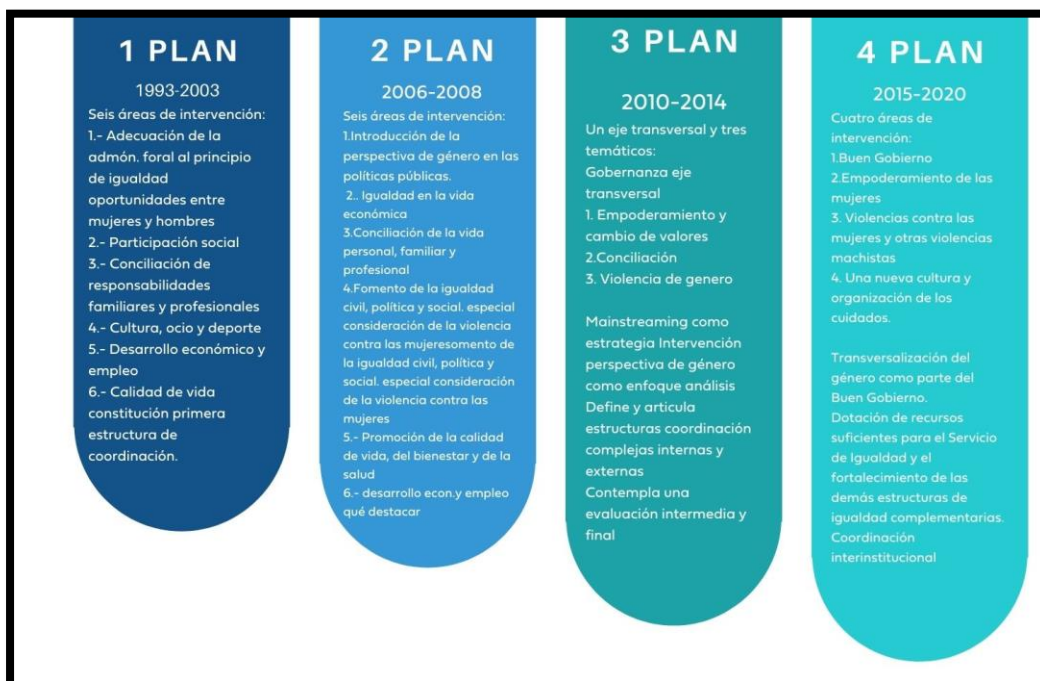 1 PLAN
1993-2003
Seis áreas de intervención:
1.- Adecuación de la
admón. foral al principio
de igualdad
oportunidades entre
mujeres y hombres
2.- Participación social
3.- Conciliación de
responsabilidades
familiares y profesionales
4.- Cultura, ocio y deporte
5.- Desarrollo económico y
empleo
6.- Calidad de vida
constitución primera
estructura de
coordinación.
2 PLAN
2006-2008
Seis áreas de intervención:
1.Introducción de la
perspectiva de género en las
políticas públicas.
2.. Igualdad en la vida
económica
3.Conciliación de la vida
personal, familiar y
profesional
4.Fomento de la igualdad
civil, política y social. especial
consideración de la violencia
contra las mujeresomento de
la igualdad civil, política y
social. especial consideración
de la violencia contra las
mujeres
5.- Promoción de la calidad
de vida, del bienestar y de la
salud
6.- desarrollo econ.y empleo
qué destacar
3 PLAN
2010-2014
Un eje transversal y tres
temáticos:
Gobernanza eje
transversal
1. Empoderamiento y
cambio de valores
2.Conciliación
3. Violencia de genero
Mainstreaming como
estrategia Intervención
perspectiva de género
como enfoque análisis
Define y articula
estructuras coordinación
complejas internas y
externas
Contempla una
evaluación intermedia y
final
4 PLAN
2015-2020
Cuatro áreas de
intervención:
1.Buen Gobierno
2.Empoderamiento de las
mujeres
3. Violencias contra las
mujeres y otras violencias
machistas
4. Una nueva cultura y
organización de los
cuidados.
Transversalización del
género como parte del
Buen Gobierno.
Dotación de recursos
suficientes para el Servicio
de Igualdad y el
fortalecimiento de las
demás estructuras de
igualdad complementarias.
Coordinación
interinstitucional